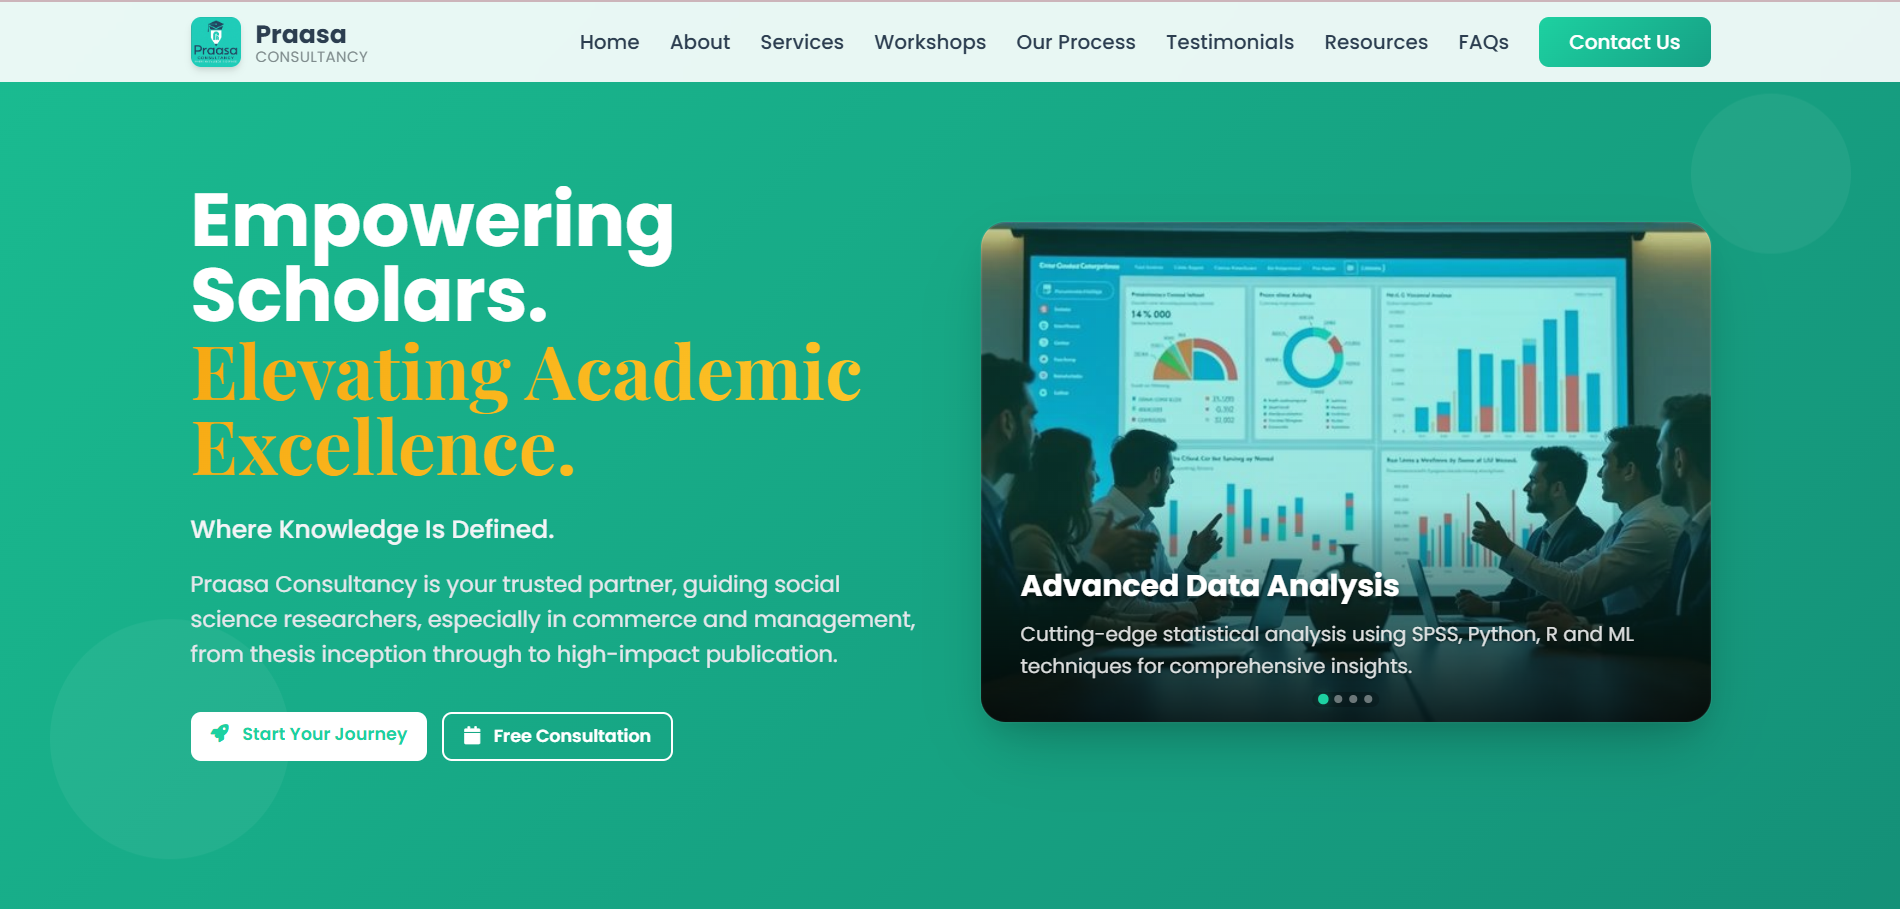 Praasa
CONSULTANCY
Praasa
CONSULTANCY
Home About Services Workshops Our Process Testimonials Resources FAQs Contact Us
Empowering
Scholars.
Elevating Academic
Excellence.
Where Knowledge Is Defined.
Praasa Consultancy is your trusted partner, guiding social
science researchers, especially in commerce and management,
from thesis inception through to high-impact publication.
Start Your Journey
Free Consultation
14% 000
Advanced Data Analysis
Cutting-edge statistical analysis using SPSS, Python, R and ML
techniques for comprehensive insights.